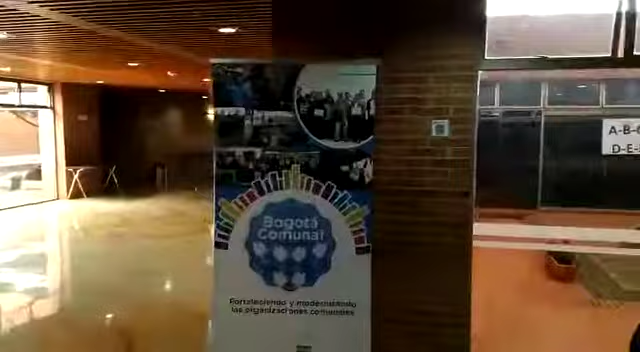 Bogotá
Comunal
Fortaleciendo y modernizando
las organizaciones comunales
A-B-C
D-E-